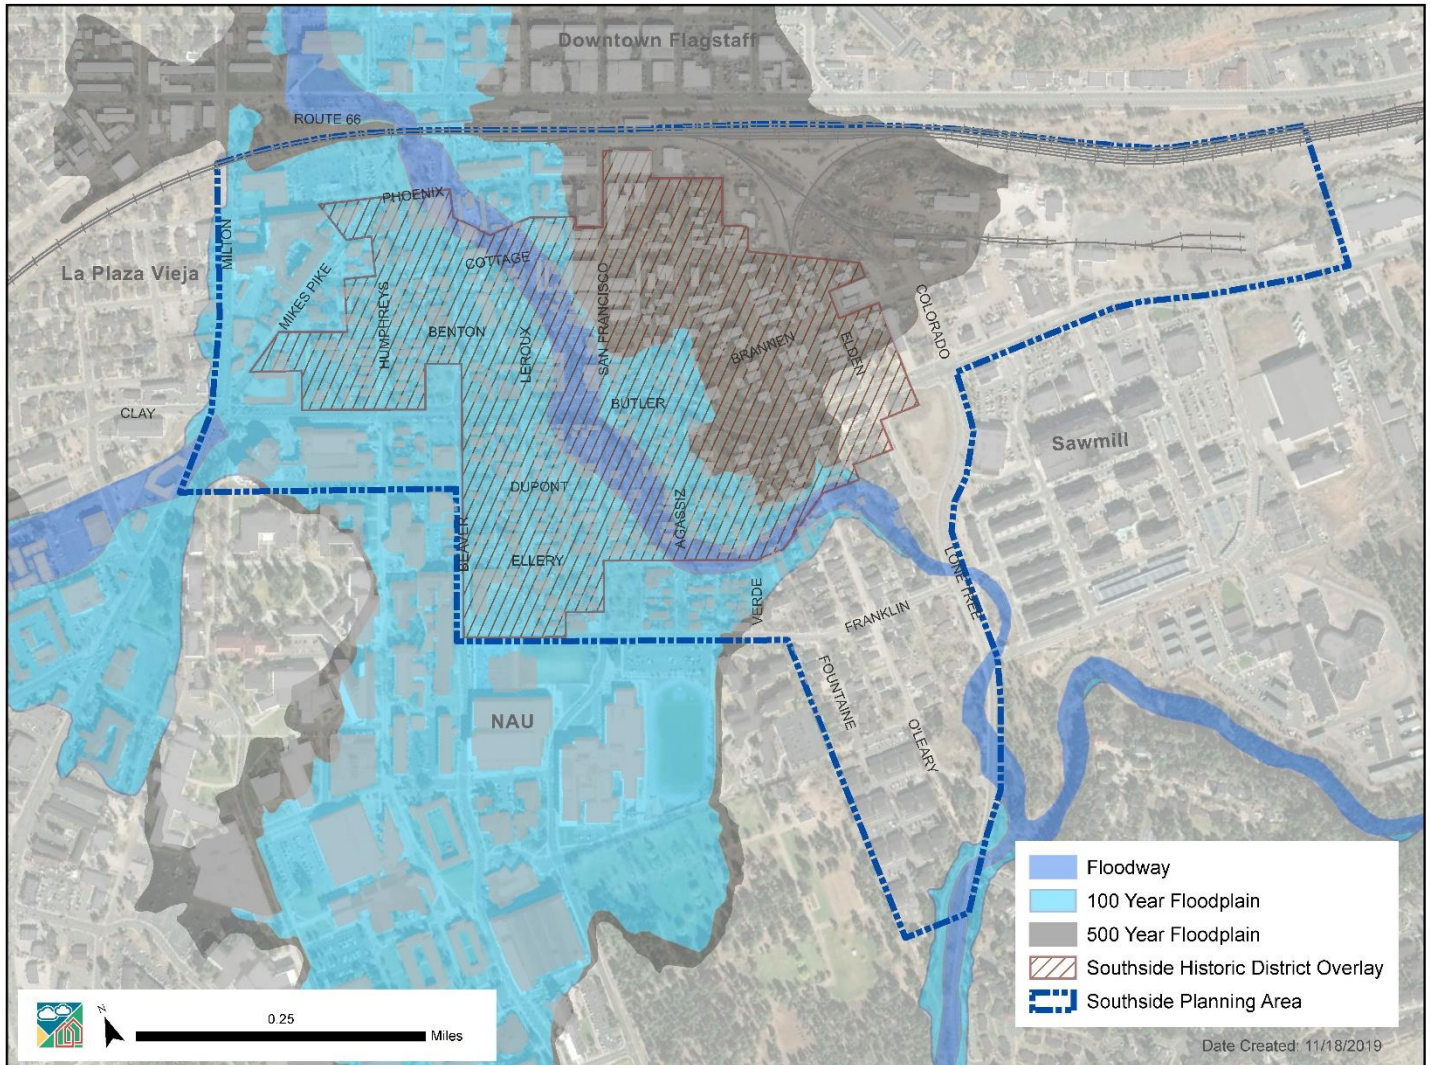 Downtown Flagstaff
ROUTE 66
PHOENIX
MILTON
La Plaza Vieja
COTTAGE
MIKES PIKE
SAN FRANCISCO
HUMPHREYS
BENTON
LEROUX
BRANNEN
ELDEN
COLORADO
CLAY
BUTLER
Sawmill
DUPONT
AGASSIZ
BEAVER
ELLERY
VERDE
LONE TREE
FRANKLIN
FOUNTAINE
NAU
O'LEARY
Floodway
100 Year Floodplain
500 Year Floodplain
Southside Historic District Overlay
Southside Planning Area
N
0.25
Miles
Date Created: 11/18/2019